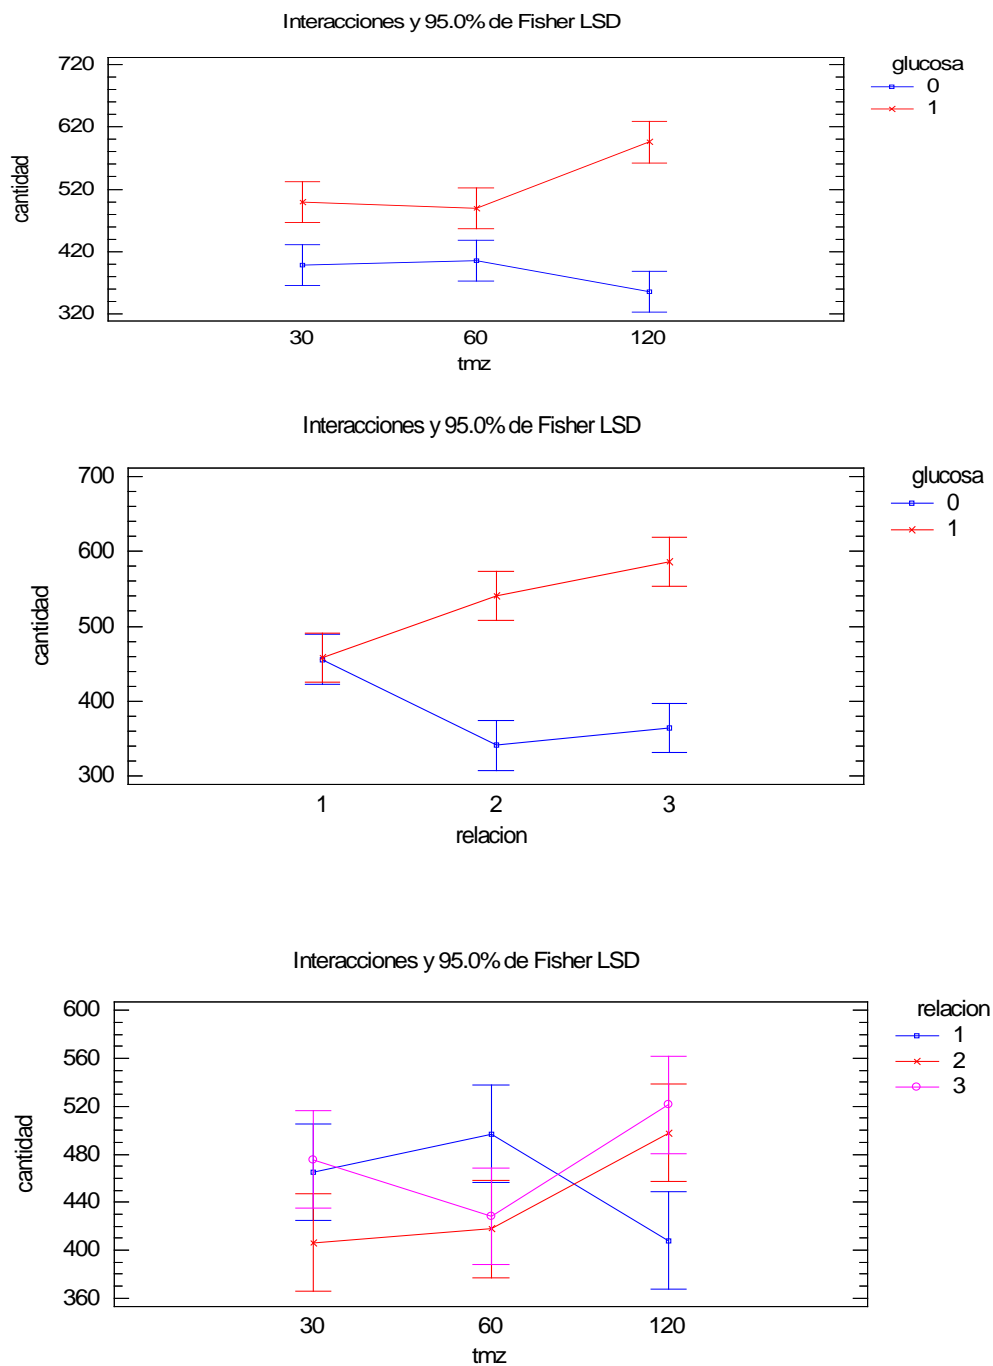 Interacciones y 95.0% de Fisher LSD
glucosa
0
1
cantidad
720
620
520
420
320
30 60 120
tmz
Interacciones y 95.0% de Fisher LSD
glucosa
0
1
cantidad
700
600
500
400
300
1 2 3
relacion
Interacciones y 95.0% de Fisher LSD
relacion
1
2
3
cantidad
600
560
520
480
440
400
360
30 60 120
tmz